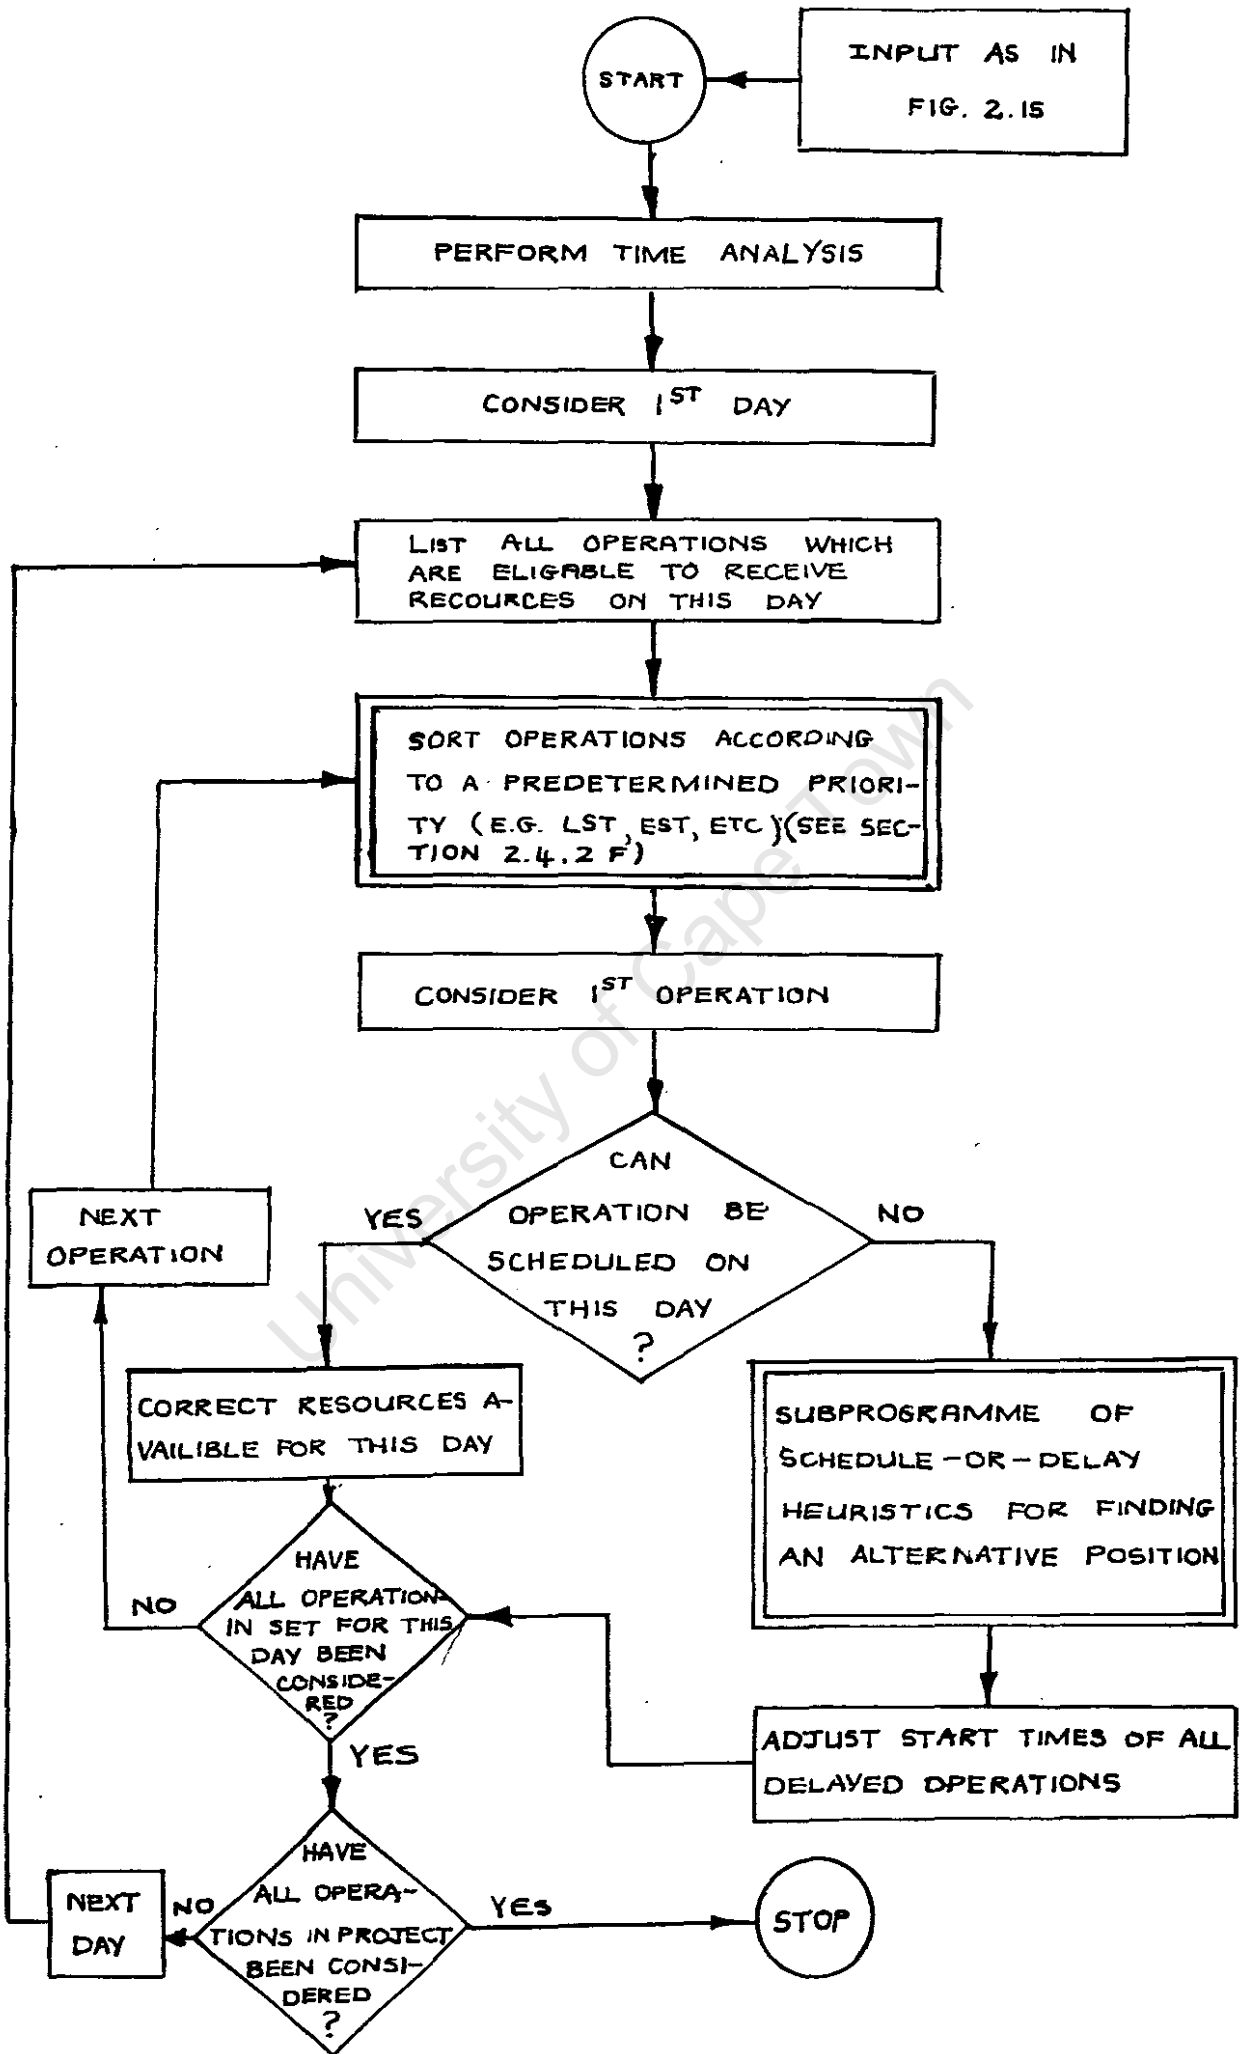 INPUT AS IN
FIG. 2.15
START
PERFORM TIME ANALYSIS
CONSIDER 1ST DAY
LIST ALL OPERATIONS WHICH
ARE ELIGABLE TO RECEIVE
RECOURCES ON THIS DAY
SORT OPERATIONS ACCORDING
TO A PREDETERMINED PRIORI-
TY (E.G. LST, EST, ETC)(SEE SEC-
TION 2.4.2 F)
CONSIDER 1ST OPERATION
CAN
OPERATION BE
SCHEDULED ON
THIS DAY
?
YES
NO
NEXT
OPERATION
CORRECT RESOURCES A-
VAILIBLE FOR THIS DAY
SUBPROGRAMME OF
SCHEDULE-OR-DELAY
HEURISTICS FOR FINDING
AN ALTERNATIVE POSITION
HAVE
ALL OPERATION-
IN SET FOR THIS
DAY BEEN
CONSIDE-
RED
?
NO
YES
ADJUST START TIMES OF ALL
DELAYED OPERATIONS
HAVE
ALL OPERA-
TIONS IN PROJECT
BEEN CONSI-
DERED
?
NO
YES
NEXT
DAY
STOP
University of Cape Town